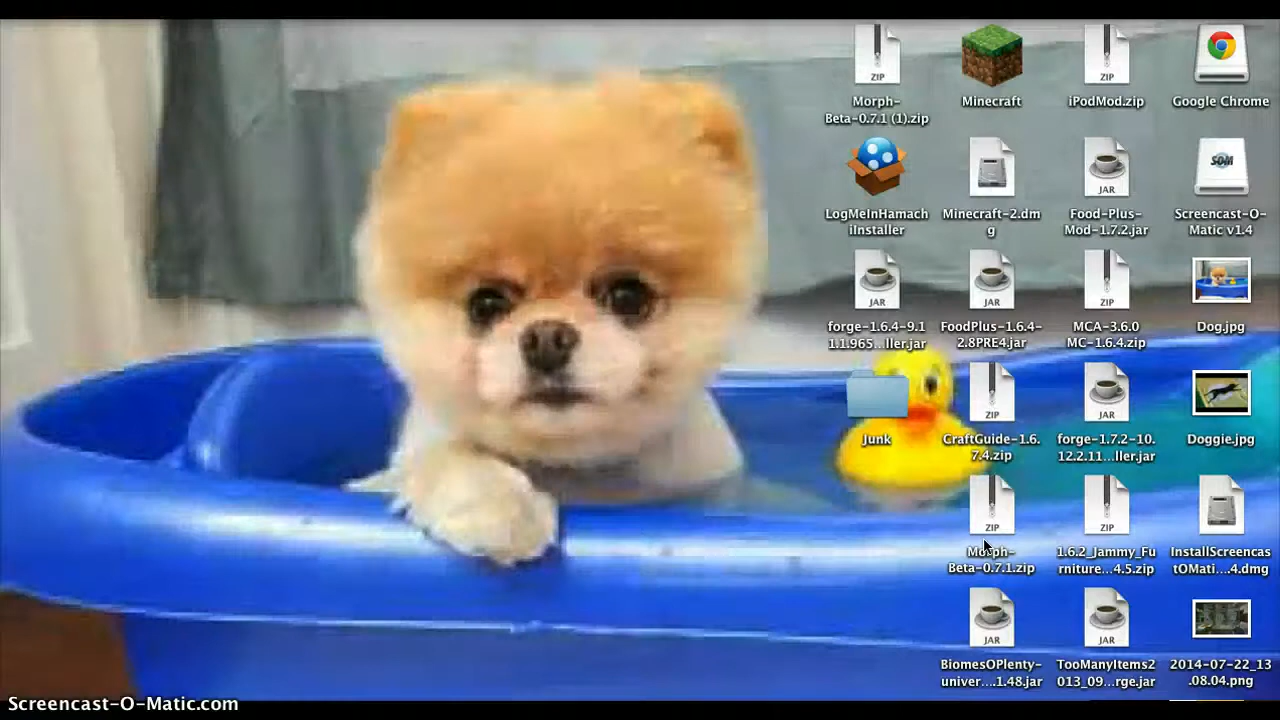 ZIP
Morph-
Beta-0.7.1 (1).zip
Minecraft
ZIP
iPodMod.zip
Google Chrome
LogMeInHamach
iInstaller
Minecraft-2.dm
g
JAR
Food-Plus-
Mod-1.7.2.jar
SOM
Screencast-O-
Matic v1.4
JAR
forge-1.6.4-9.1
1.1.965...ller.jar
JAR
FoodPlus-1.6.4-
2.8PRE4.jar
ZIP
MCA-3.6.0
MC-1.6.4.zip
Dog.jpg
Junk
ZIP
CraftGuide-1.6.
7.4.zip
JAR
forge-1.7.2-10.
12.2.11...ller.jar
Doggie.jpg
ZIP
Morph-
Beta-0.7.1.zip
ZIP
1.6.2_Jammy_Fu
rniture...4.5.zip
InstallScreencas
tOMati...4.dmg
JAR
BiomesOPlenty-
univer...1.48.jar
JAR
TooManyItems2
013_09...rge.jar
2014-07-22_13
.08.04.png
Screencast-O-Matic.com